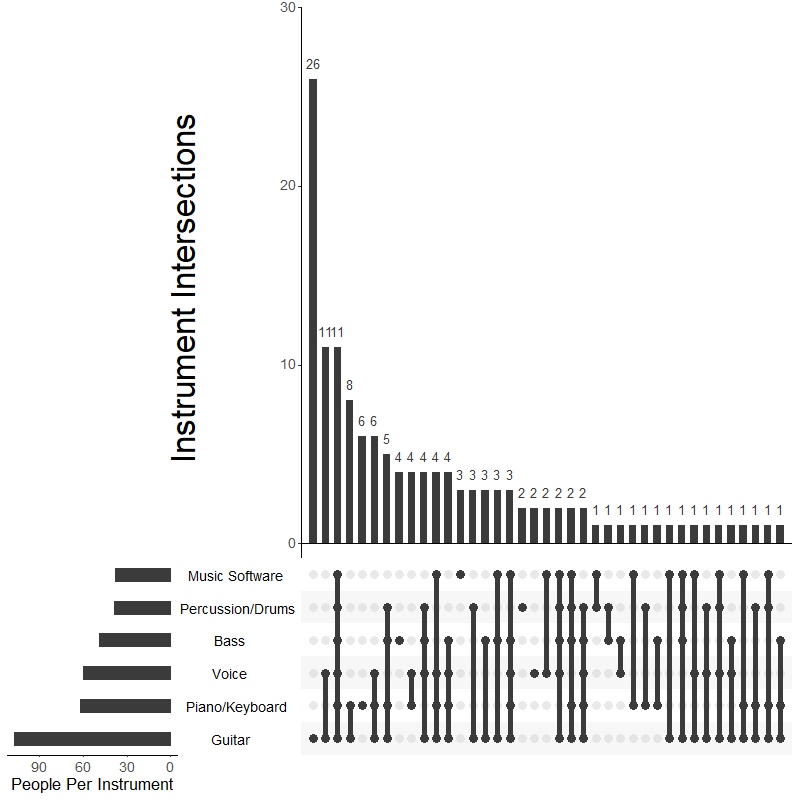 30
26
20
1111
10
8
6 6
5
4 4 4 4 4
3 3 3 3 3
2 2 2 2 2 2
1 1 1 1 1 1 1 1 1 1 1 1 1 1 1 1
0
Instrument Intersections
Music Software
Percussion/Drums
Bass
Voice
Piano/Keyboard
Guitar
90 60 30 0
People Per Instrument